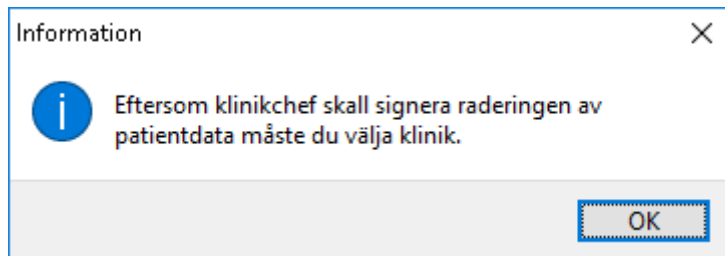 Information
Eftersom klinikchef skall signera raderingen av
patientdata måste du välja klinik.
OK